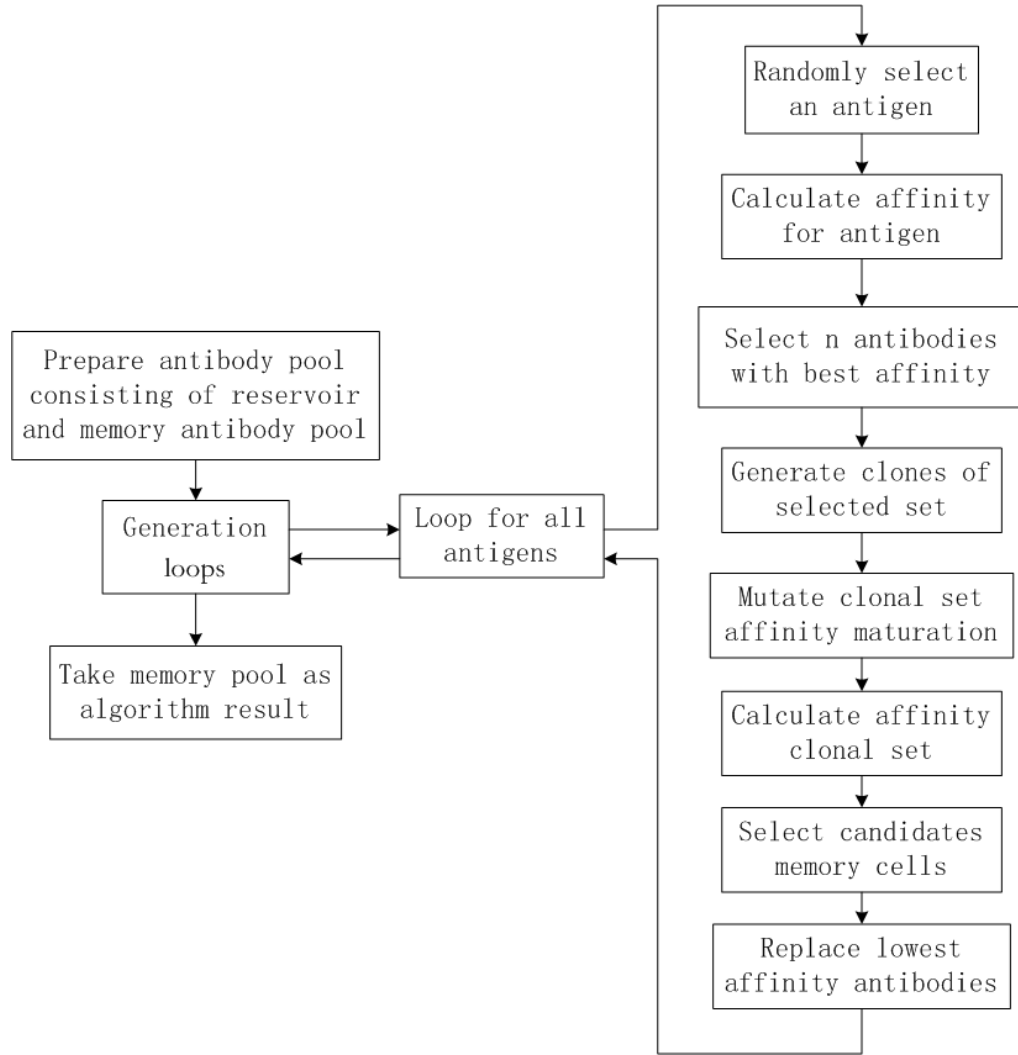 Prepare antibody pool
consisting of reservoir
and memory antibody pool
Generation
loops
Take memory pool as
algorithm result
Loop for all
antigens
Randomly select
an antigen
Calculate affinity
for antigen
Select n antibodies
with best affinity
Generate clones of
selected set
Mutate clonal set
affinity maturation
Calculate affinity
clonal set
Select candidates
memory cells
Replace lowest
affinity antibodies